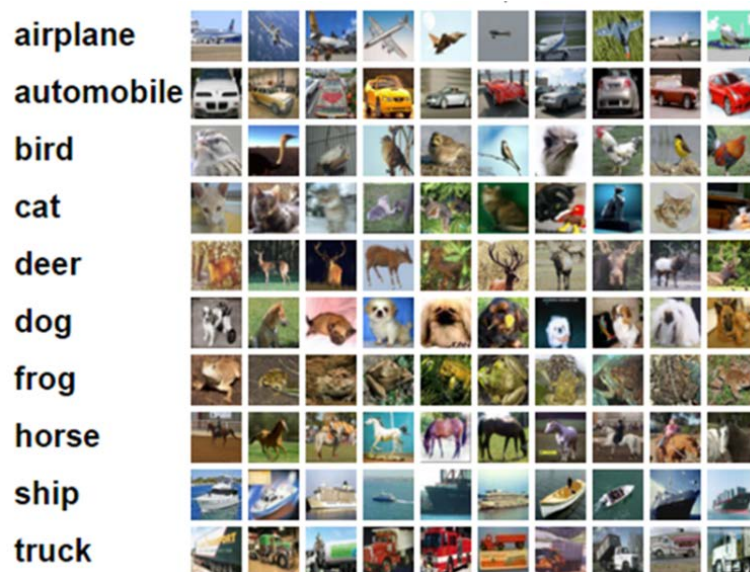 airplane
automobile
bird
cat
deer
dog
frog
horse
ship
truck